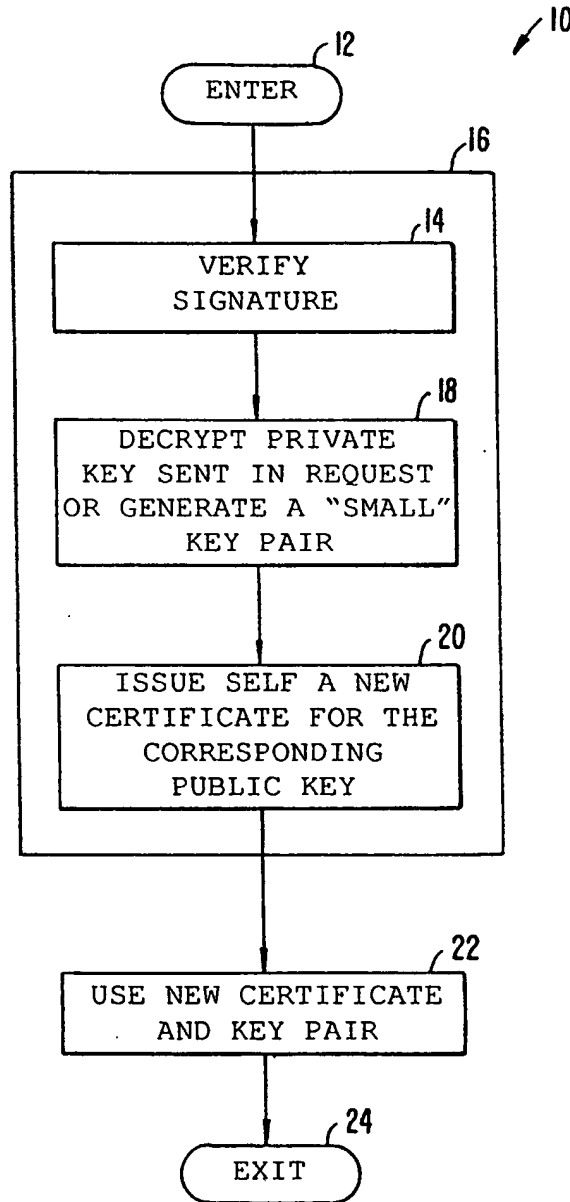 10
12
ENTER
16
14
VERIFY
SIGNATURE
18
DECRYPT PRIVATE
KEY SENT IN REQUEST
OR GENERATE A “SMALL”
KEY PAIR
20
ISSUE SELF A NEW
CERTIFICATE FOR THE
CORRESPONDING
PUBLIC KEY
22
USE NEW CERTIFICATE
AND KEY PAIR
24
EXIT